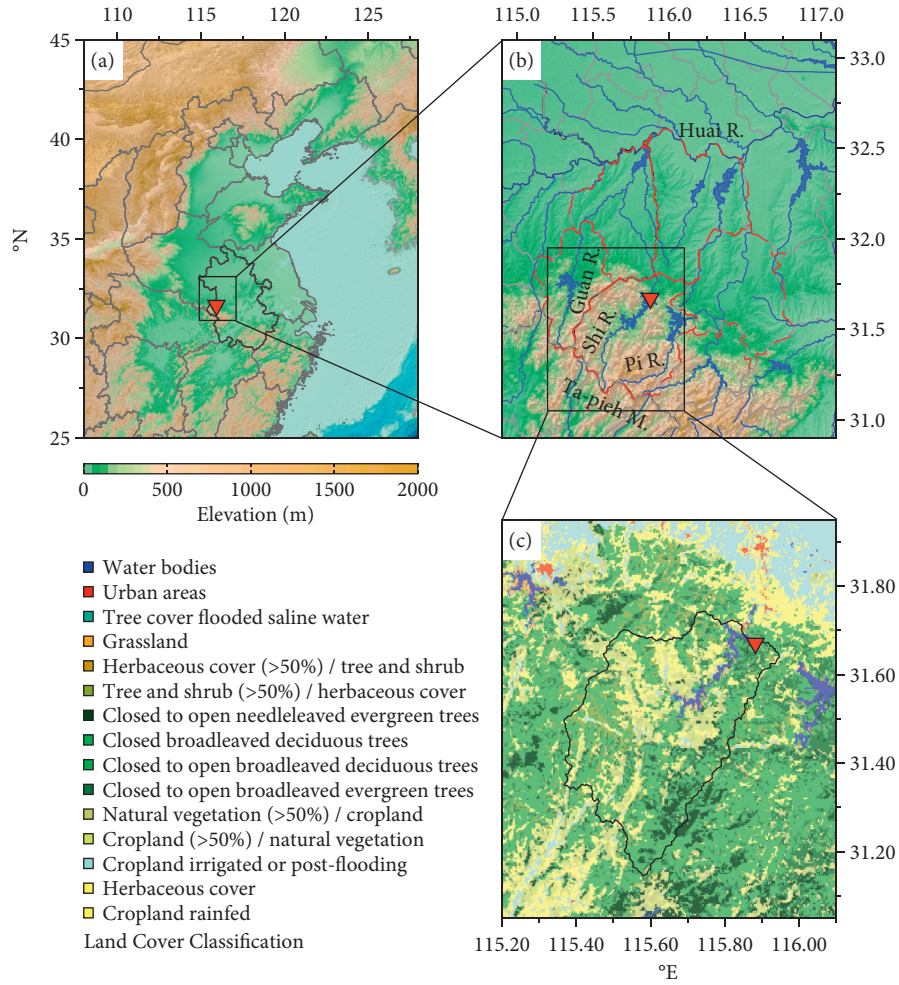 110 115 120 125
115.0 115.5 116.0 116.5 117.0
(a)
(b)
45
40
35
30
25
°N
33.0
32.5
32.0
31.5
31.0
Huai R.
Guan R.
Shi R.
Pi R.
Ta-pieh M.
0 500 1000 1500 2000
Elevation (m)
Water bodies
Urban areas
Tree cover flooded saline water
Grassland
Herbaceous cover (>50%) / tree and shrub
Tree and shrub (>50%) / herbaceous cover
Closed to open needleleaved evergreen trees
Closed broadleaved deciduous trees
Closed to open broadleaved deciduous trees
Closed to open broadleaved evergreen trees
Natural vegetation (>50%) / cropland
Cropland (>50%) / natural vegetation
Cropland irrigated or post-flooding
Herbaceous cover
Cropland rainfed
Land Cover Classification
(c)
31.80
31.60
31.40
31.20
115.20 115.40 115.60 115.80 116.00
°E